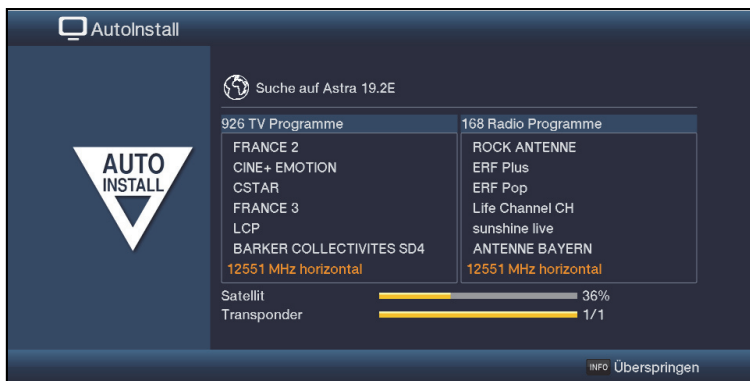 AutoInstall
AUTO
INSTALL
Suche auf Astra 19.2E
926 TV Programme
FRANCE 2
CINE+ EMOTION
CSTAR
FRANCE 3
LCP
BARKER COLLECTIVITES SD4
12551 MHz horizontal
168 Radio Programme
ROCK ANTENNE
ERF Plus
ERF Pop
Life Channel CH
sunshine live
ANTENNE BAYERN
12551 MHz horizontal
Satellit 36%
Transponder 1/1
INFO Überspringen